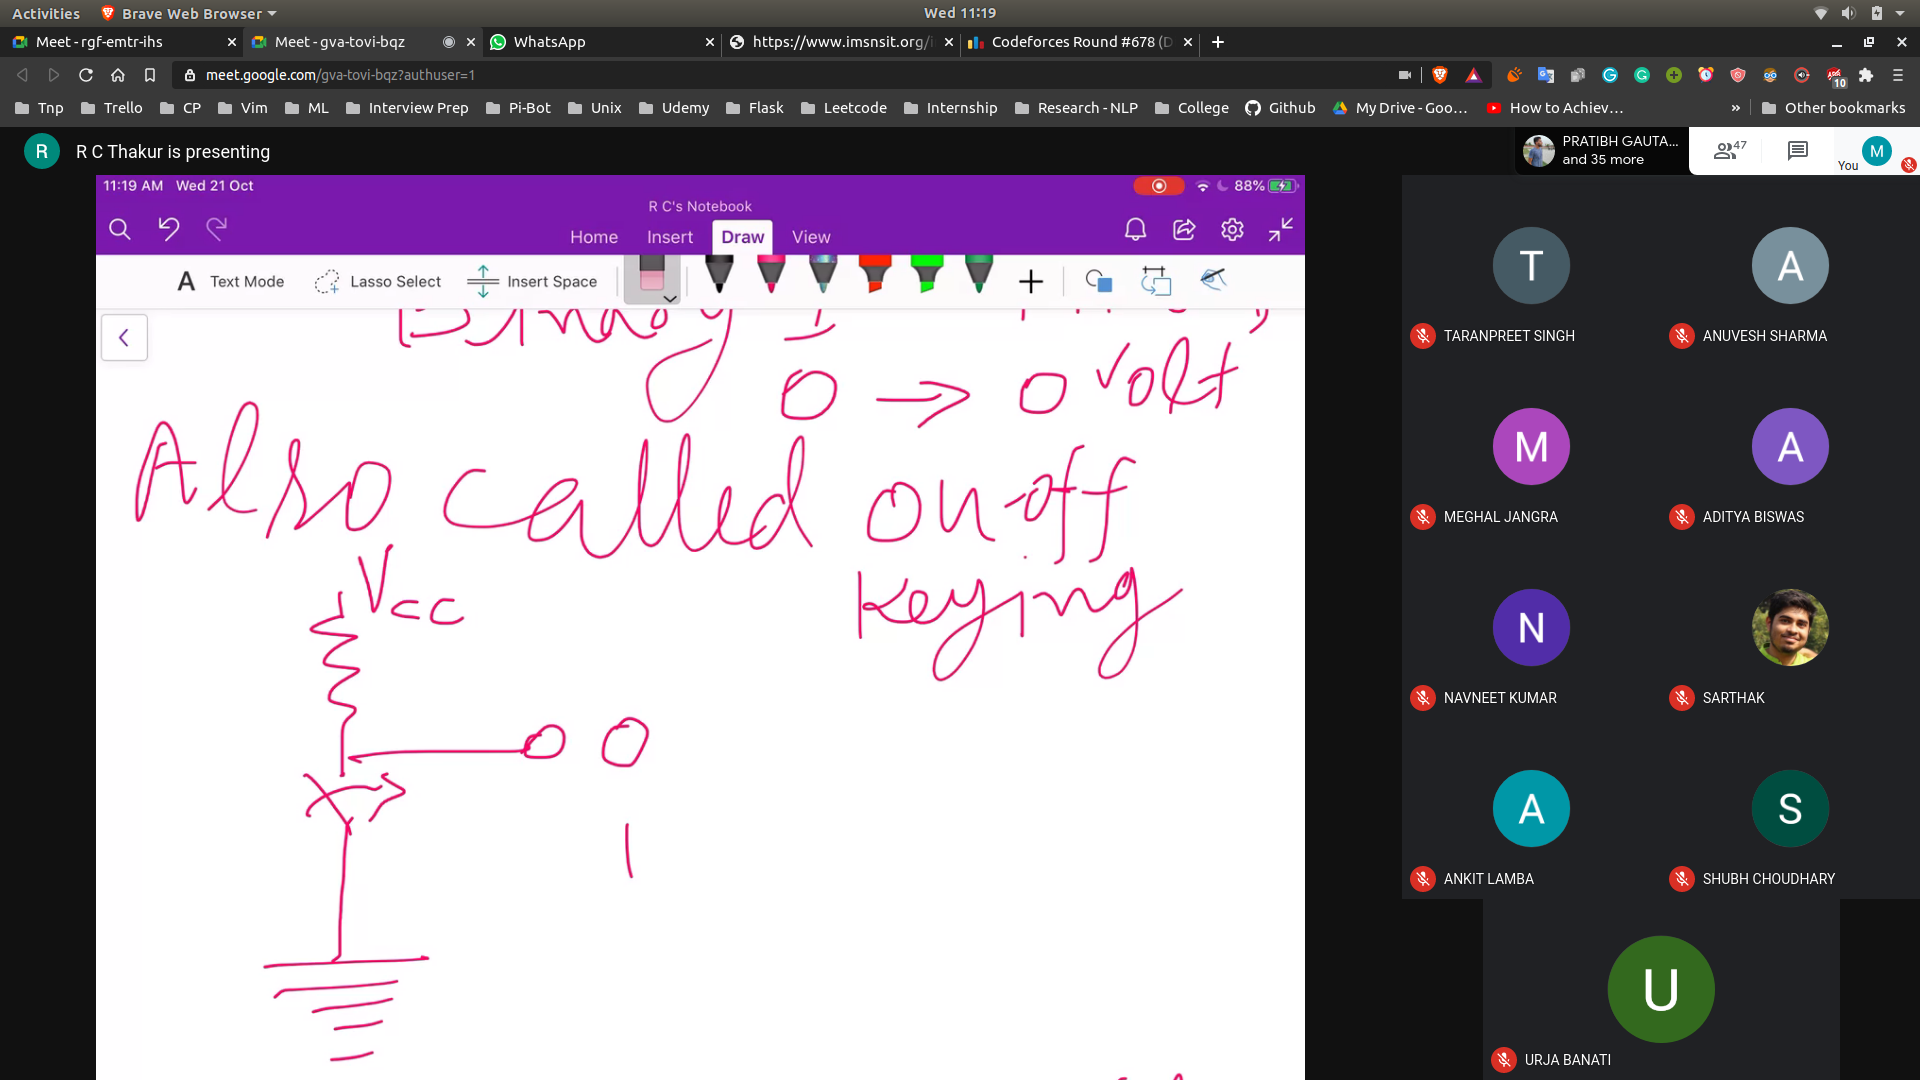 Activities Brave Web Browser Wed 11:19
Meet - rgf-emtr-ihs Meet - gva-tovi-bqz WhatsApp https://www.imsnsit.org/i Codeforces Round #678 (D
meet.google.com/gva-tovi-bqz?authuser=1 10
Tnp Trello CP Vim ML Interview Prep Pi-Bot Unix Udemy Flask Leetcode Internship Research - NLP College Github My Drive - Goo... How to Achiev... » Other bookmarks
R R C Thakur is presenting
PRATIBH GAUTA...
and 35 more
47
You M
11:19 AM Wed 21 Oct 88%
R C's Notebook
Home Insert Draw View
A Text Mode Lasso Select Insert Space
Binary 1
0 → 0 volt
Also called on-off
keying
Vcc
0
1
T A
TARANPREET SINGH ANUVESH SHARMA
M A
MEGHAL JANGRA ADITYA BISWAS
N
NAVNEET KUMAR SARTHAK
A S
ANKIT LAMBA SHUBH CHOUDHARY
U
URJA BANATI